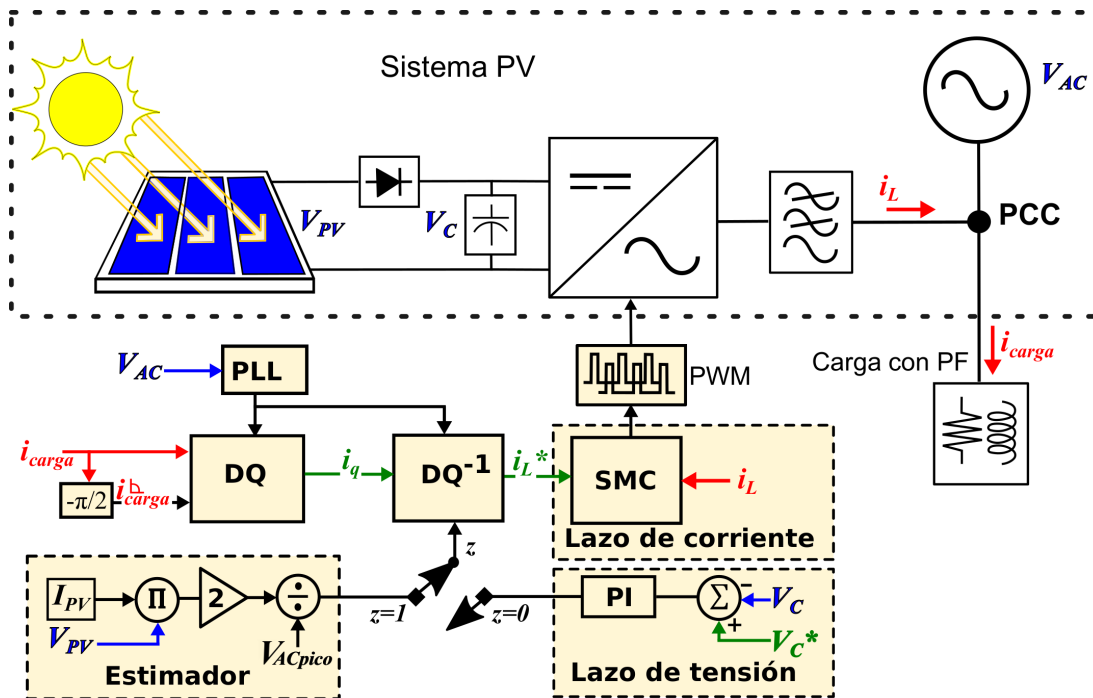 Sistema PV
V_AC
V_PV
V_C
i_L
PCC
V_AC
PLL
PWM
Carga con PF
i_carga
i_carga
DQ
i_q
DQ⁻¹
i_L*
SMC
i_L
-π/2
i_carga^⊾
Lazo de corriente
z
I_PV
Π
2
÷
z=1
z=0
PI
Σ
−
+
V_C
V_C*
V_PV
V_ACpico
Estimador
Lazo de tensión